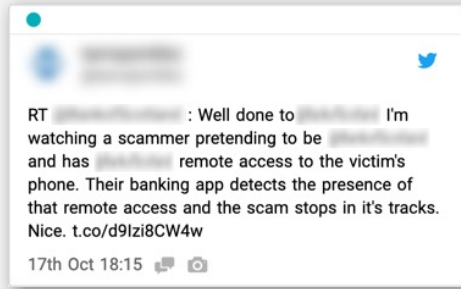 RT : Well done to I'm
watching a scammer pretending to be
and has remote access to the victim's
phone. Their banking app detects the presence of
that remote access and the scam stops in it's tracks.
Nice. t.co/d9Izi8CW4w
17th Oct 18:15